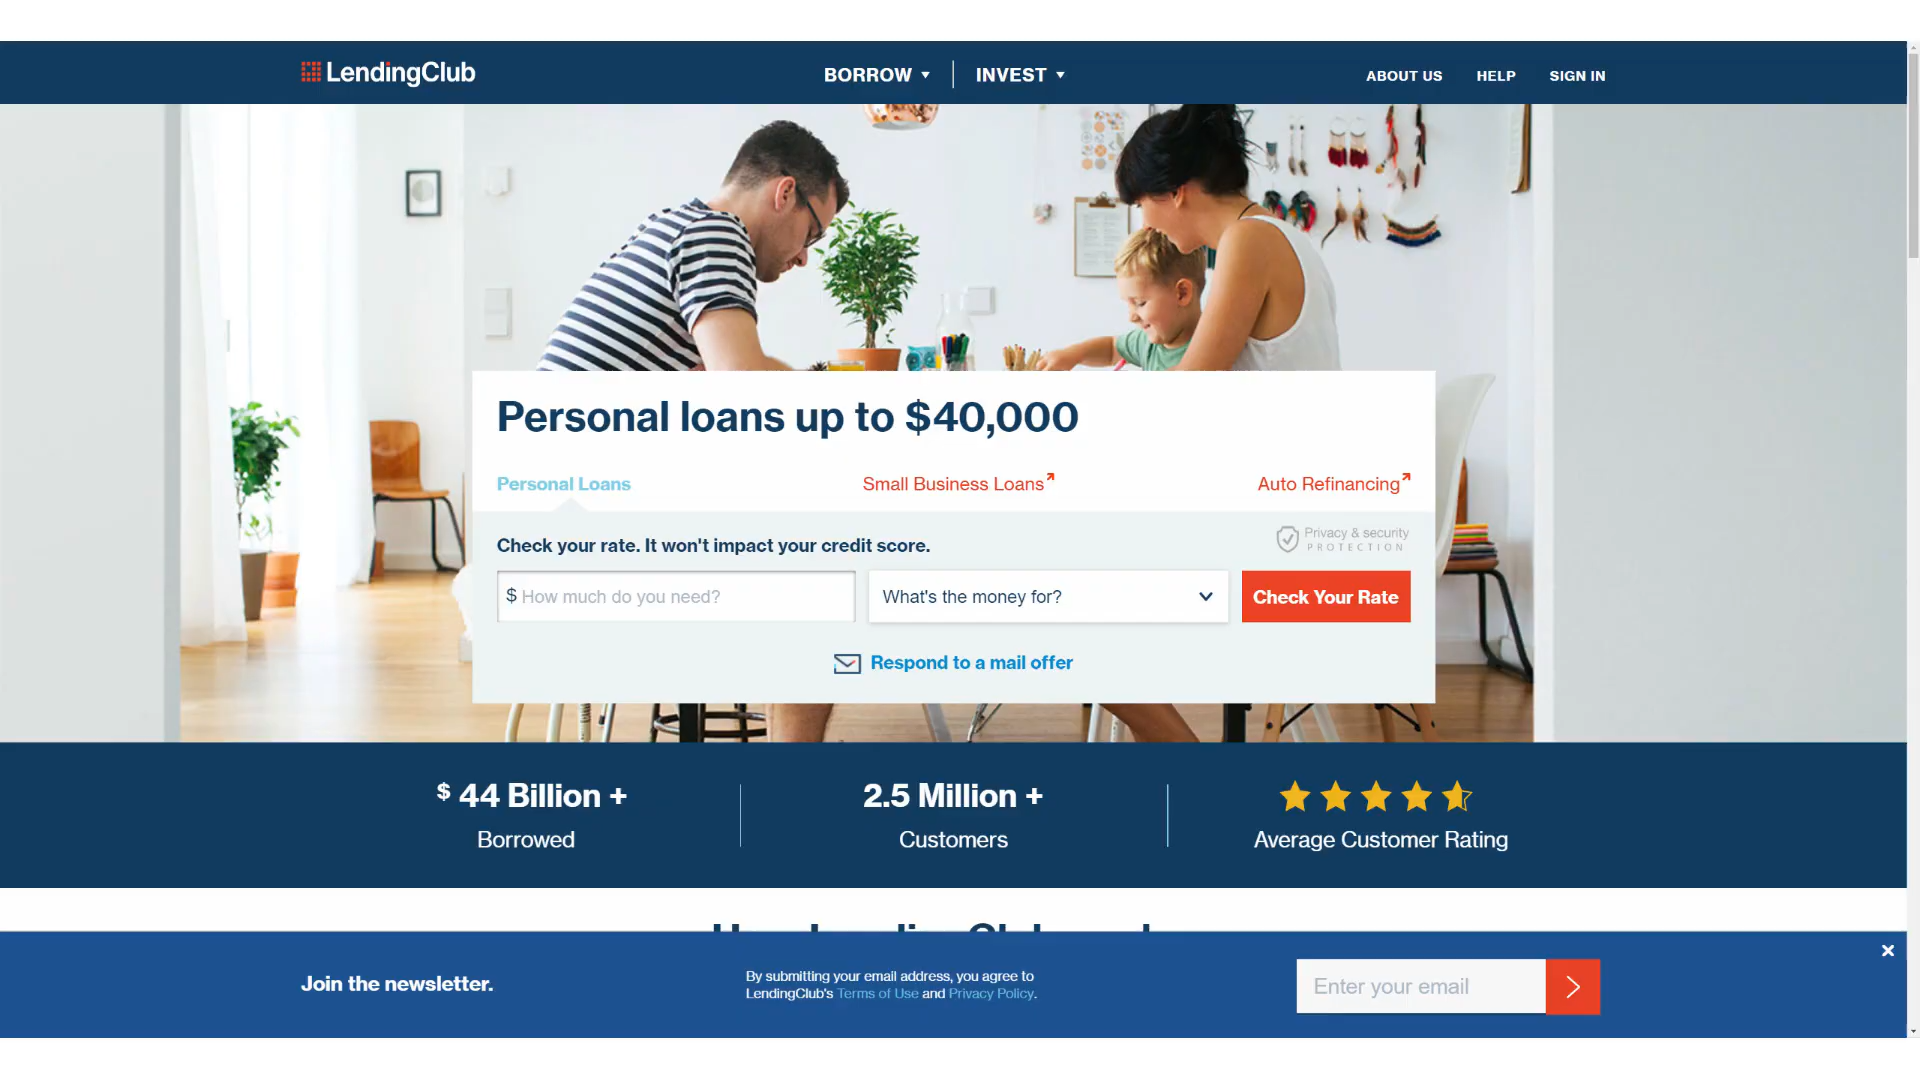 LendingClub
BORROW
INVEST
ABOUT US
HELP
SIGN IN
Personal loans up to $40,000
Personal Loans
Small Business Loans
Auto Refinancing
Check your rate. It won't impact your credit score.
Privacy & security
PROTECTION
$ How much do you need?
What's the money for?
Check Your Rate
Respond to a mail offer
$ 44 Billion +
Borrowed
2.5 Million +
Customers
Average Customer Rating
Join the newsletter.
By submitting your email address, you agree to
LendingClub's Terms of Use and Privacy Policy.
Enter your email